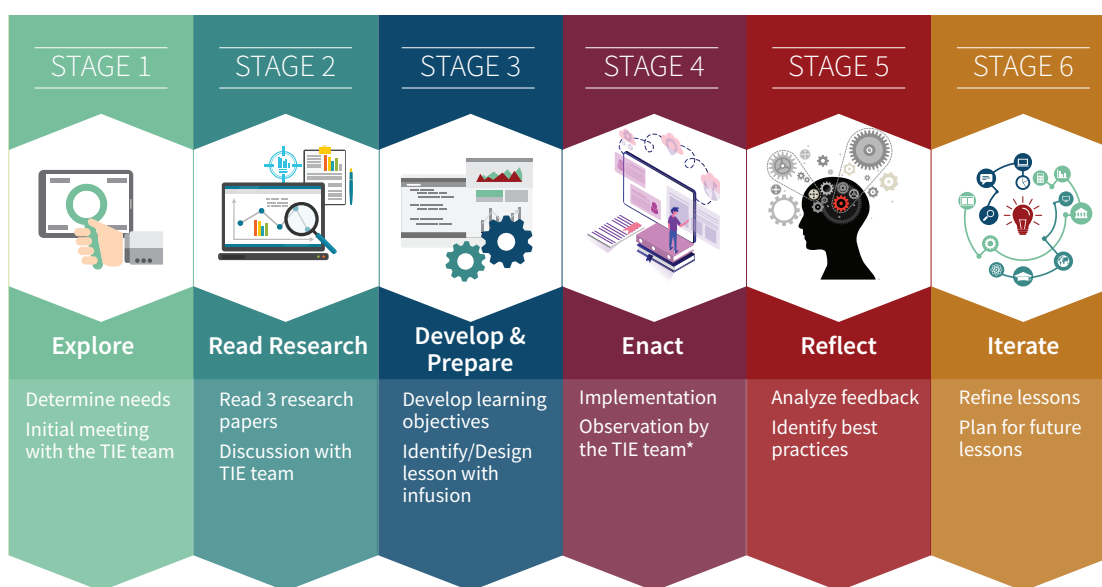 STAGE 1
STAGE 2
STAGE 3
STAGE 4
STAGE 5
STAGE 6
Explore
Read Research
Develop &
Prepare
Enact
Reflect
Iterate
Determine needs
Initial meeting
with the TIE team
Read 3 research
papers
Discussion with
TIE team
Develop learning
objectives
Identify/Design
lesson with
infusion
Implementation
Observation by
the TIE team*
Analyze feedback
Identify best
practices
Refine lessons
Plan for future
lessons